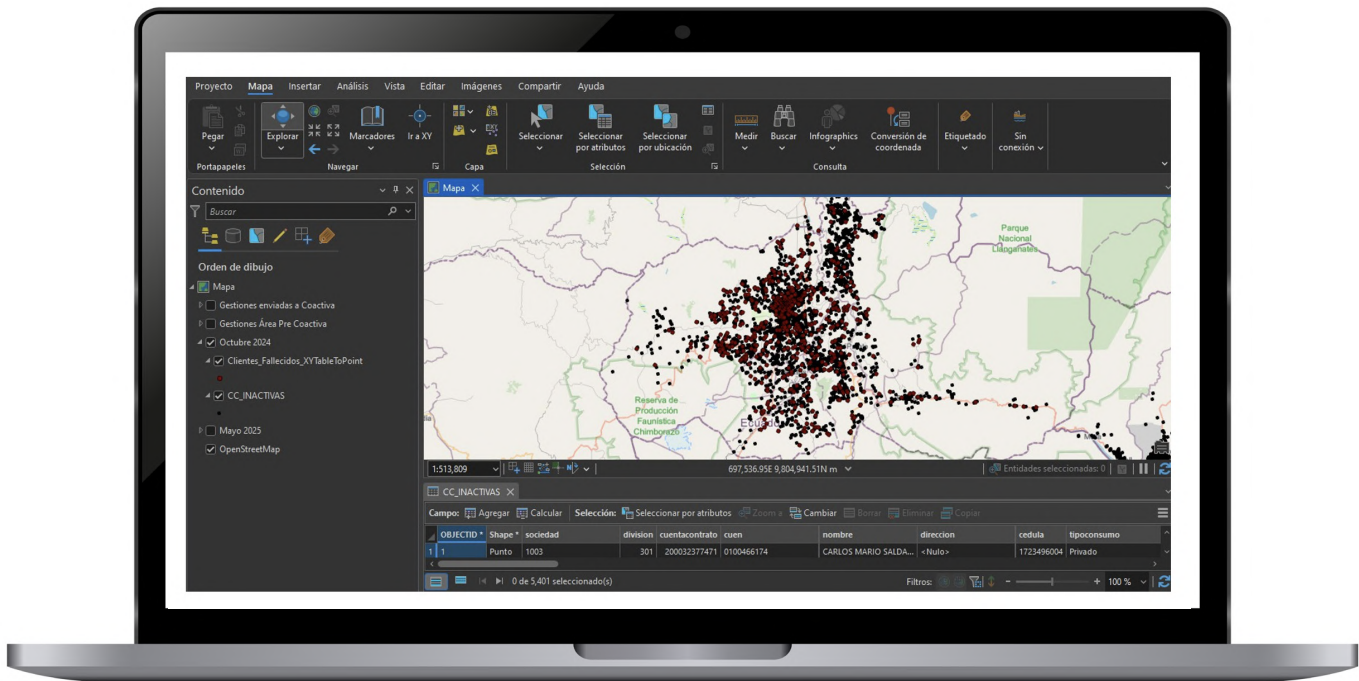 Proyecto Mapa Insertar Análisis Vista Editar Imágenes Compartir Ayuda
Pegar Explorar Marcadores Ir a XY Seleccionar Seleccionar por atributos Seleccionar por ubicación Medir Buscar Infographics Conversión de coordenada Etiquetado Sin conexión
Portapapeles Navegar Capa Selección Consulta
Contenido
Buscar
Orden de dibujo
Mapa
Gestiones enviadas a Coactiva
Gestiones Área Pre Coactiva
Octubre 2024
Clientes_Fallecidos_XYTableToPoint
CC_INACTIVAS
Mayo 2025
OpenStreetMap
Mapa
Parque
Nacional
Llanganates
Reserva de
Producción
Faunística
Chimborazo
Ecuador
1:513,809 697,536.95E 9,804,941.51N m Entidades seleccionadas: 0
CC_INACTIVAS
Campo: Agregar Calcular Selección: Seleccionar por atributos Zoom a Cambiar Borrar Eliminar Copiar
OBJECTID * Shape * sociedad division cuentacontrato cuen nombre direccion cedula tipoconsumo
1 1 Punto 1003 301 200032377471 0100466174 CARLOS MARIO SALDA... <Nulo> 1723496004 Privado
0 de 5,401 seleccionado(s) Filtros: 100 %